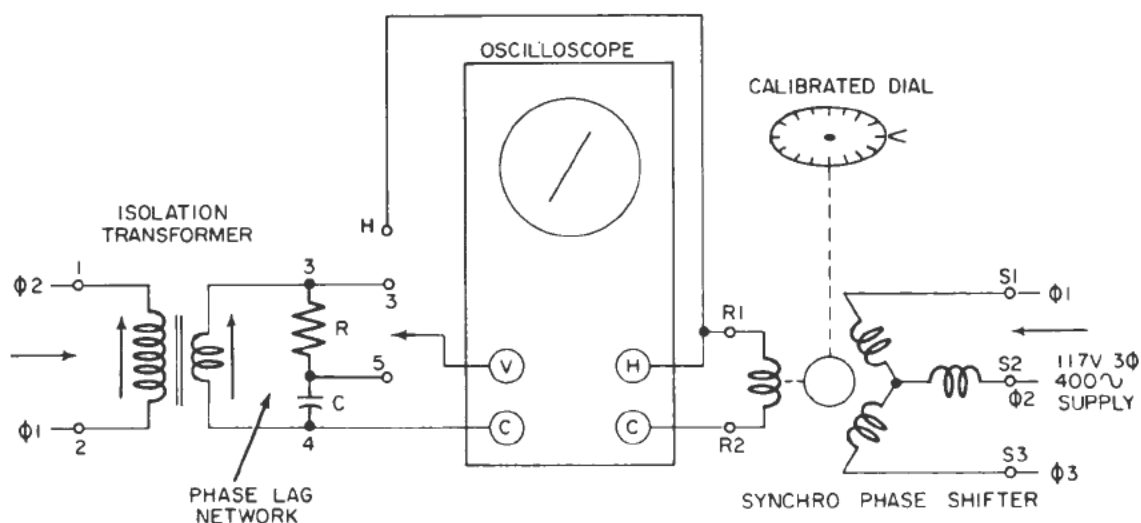 OSCILLOSCOPE
CALIBRATED DIAL
ISOLATION
TRANSFORMER
H
Φ2
1
3
3
S1
Φ1
R
R1
V
H
5
S2
117V 3Φ
Φ2
400~
SUPPLY
C
C
C
Φ1
2
4
R2
S3
Φ3
PHASE LAG
NETWORK
SYNCHRO PHASE SHIFTER